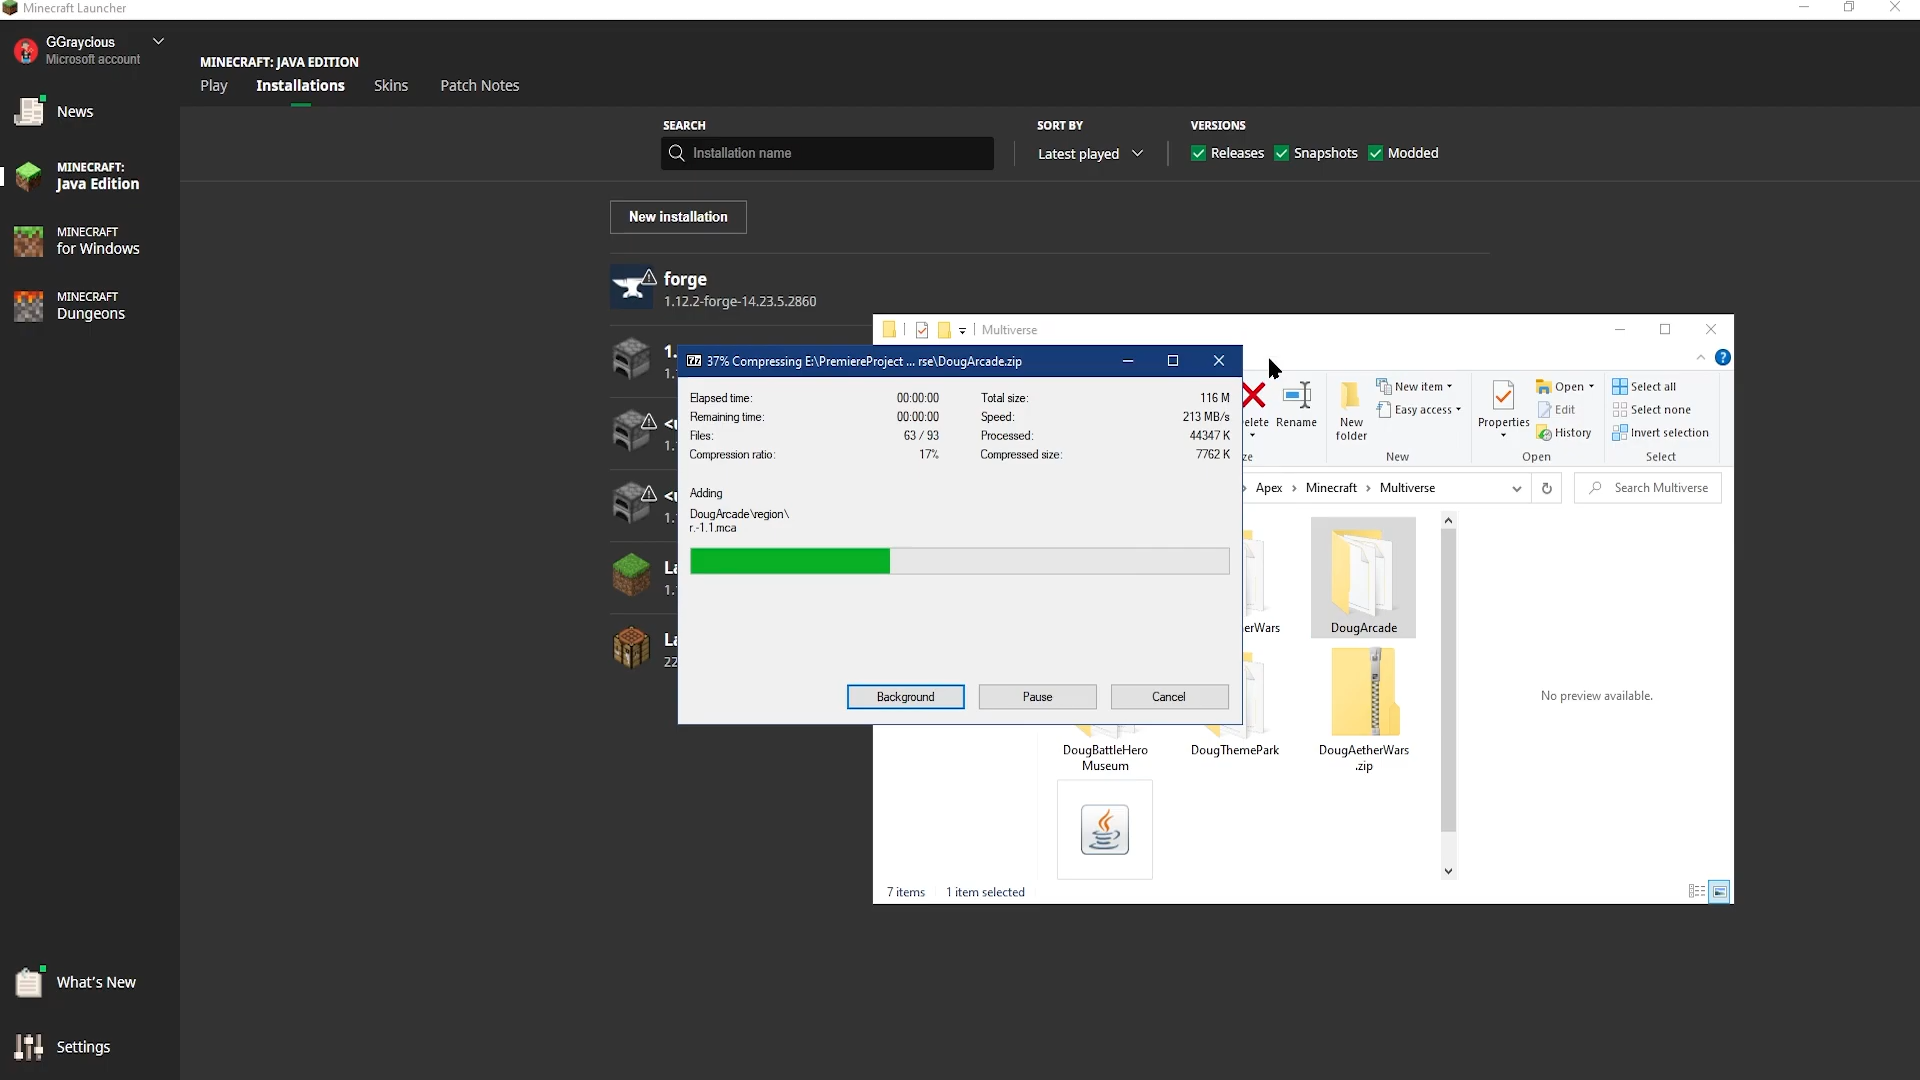 Minecraft Launcher
GGraycious
Microsoft account
News
MINECRAFT:
Java Edition
MINECRAFT
for Windows
MINECRAFT
Dungeons
What's New
Settings
MINECRAFT: JAVA EDITION
Play Installations Skins Patch Notes
SEARCH
Installation name
SORT BY
Latest played
VERSIONS
Releases Snapshots Modded
New installation
forge
1.12.2-forge-14.23.5.2860
37% Compressing E:\PremiereProject ... rse\DougArcade.zip
Elapsed time: 00:00:00 Total size: 116 M
Remaining time: 00:00:00 Speed: 213 MB/s
Files: 63 / 93 Processed: 44347 K
Compression ratio: 17% Compressed size: 7762 K
Adding
DougArcade\region\
r.-1.1.mca
Background Pause Cancel
Multiverse
Rename
New
folder
New item
Easy access
New
Properties
Open
Edit
History
Open
Select all
Select none
Invert selection
Select
Apex > Minecraft > Multiverse
Search Multiverse
erWars
DougArcade
DougBattleHero
Museum
DougThemePark
DougAetherWars
.zip
No preview available.
7 items 1 item selected